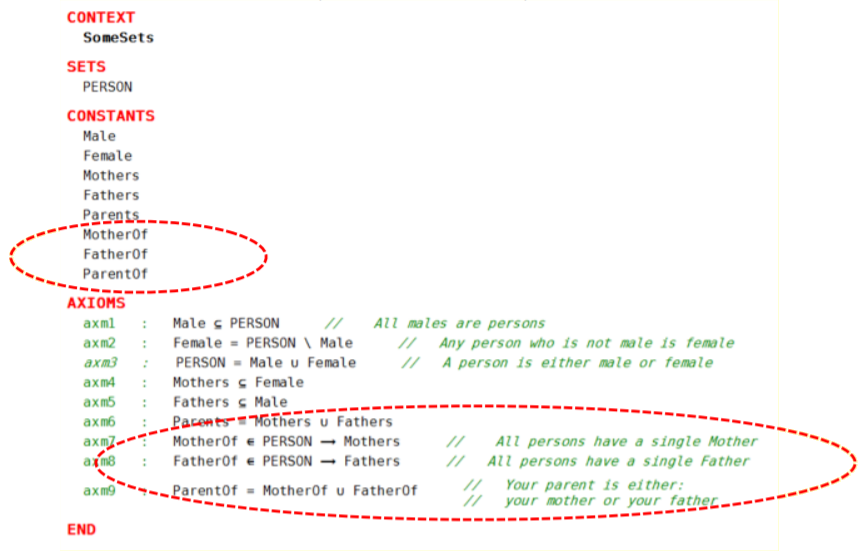 CONTEXT
SomeSets
SETS
PERSON
CONSTANTS
Male
Female
Mothers
Fathers
Parents
MotherOf
FatherOf
ParentOf
AXIOMS
axm1 : Male ⊆ PERSON // All males are persons
axm2 : Female = PERSON \ Male // Any person who is not male is female
axm3 : PERSON = Male ∪ Female // A person is either male or female
axm4 : Mothers ⊆ Female
axm5 : Fathers ⊆ Male
axm6 : Parents = Mothers ∪ Fathers
axm7 : MotherOf ∈ PERSON → Mothers // All persons have a single Mother
axm8 : FatherOf ∈ PERSON → Fathers // All persons have a single Father
axm9 : ParentOf = MotherOf ∪ FatherOf // Your parent is either:
// your mother or your father
END